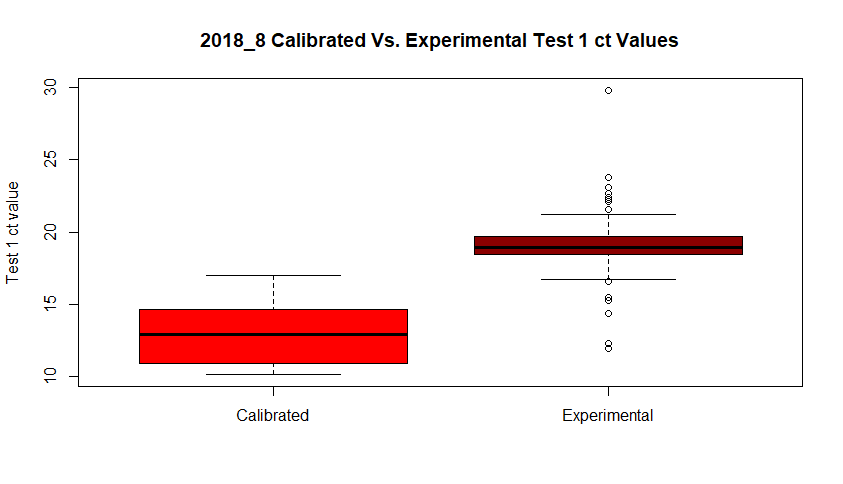 2018_8 Calibrated Vs. Experimental Test 1 ct Values
30
25
20
15
10
Test 1 ct value
Calibrated
Experimental